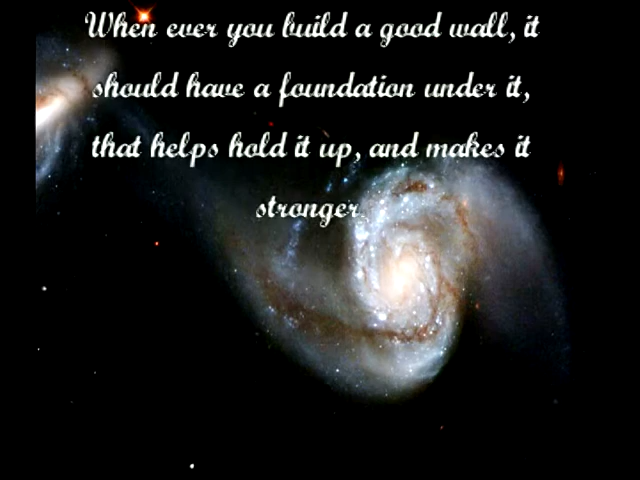 When ever you build a good wall, it
should have a foundation under it,
that helps hold it up, and makes it
stronger.